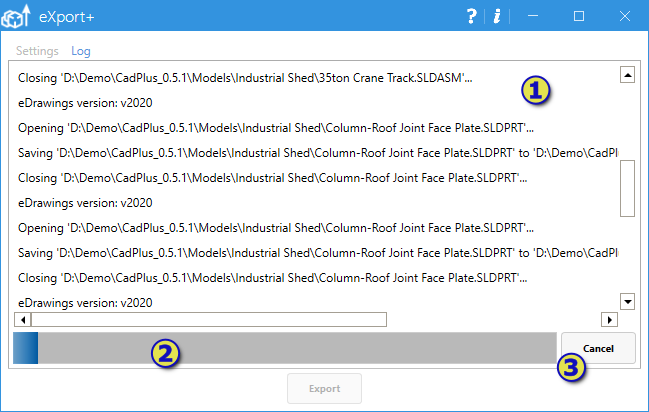 eXport+
? i
Settings Log
Closing 'D:\Demo\CadPlus_0.5.1\Models\Industrial Shed\35ton Crane Track.SLDASM'...
1
eDrawings version: v2020
Opening 'D:\Demo\CadPlus_0.5.1\Models\Industrial Shed\Column-Roof Joint Face Plate.SLDPRT'...
Saving 'D:\Demo\CadPlus_0.5.1\Models\Industrial Shed\Column-Roof Joint Face Plate.SLDPRT' to 'D:\Demo\CadPl
Closing 'D:\Demo\CadPlus_0.5.1\Models\Industrial Shed\Column-Roof Joint Face Plate.SLDPRT'...
eDrawings version: v2020
Opening 'D:\Demo\CadPlus_0.5.1\Models\Industrial Shed\Column-Roof Joint Face Plate.SLDPRT'...
Saving 'D:\Demo\CadPlus_0.5.1\Models\Industrial Shed\Column-Roof Joint Face Plate.SLDPRT' to 'D:\Demo\CadPl
Closing 'D:\Demo\CadPlus_0.5.1\Models\Industrial Shed\Column-Roof Joint Face Plate.SLDPRT'...
eDrawings version: v2020
2
Cancel
3
Export